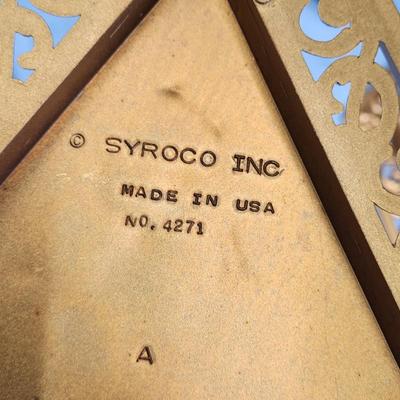 © SYROCO INC
MADE IN USA
NO. 4271
A